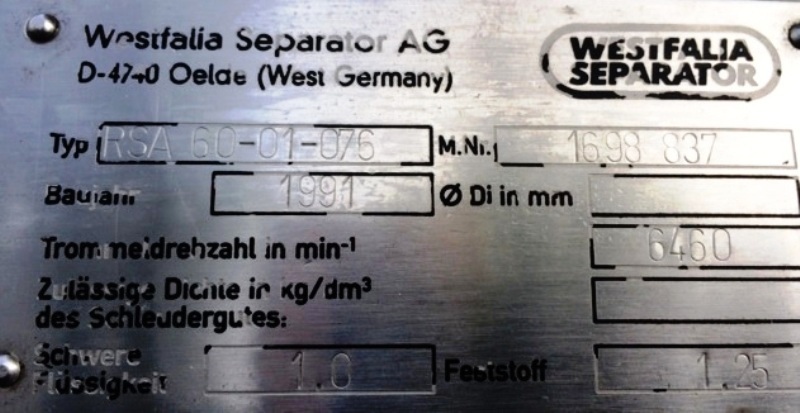 Westfalia Separator AG
D-4740 Oelde (West Germany)
WESTFALIA
SEPARATOR
Typ RSA 60-01-076 M.Nr. 1698 837
Baujahr 1991 Ø Di in mm
Trommeldrehzahl in min-1 6460
Zulässige Dichte in kg/dm³
des Schleudergutes:
Schwere 1.0 Feststoff 1.25
Flüssigkeit